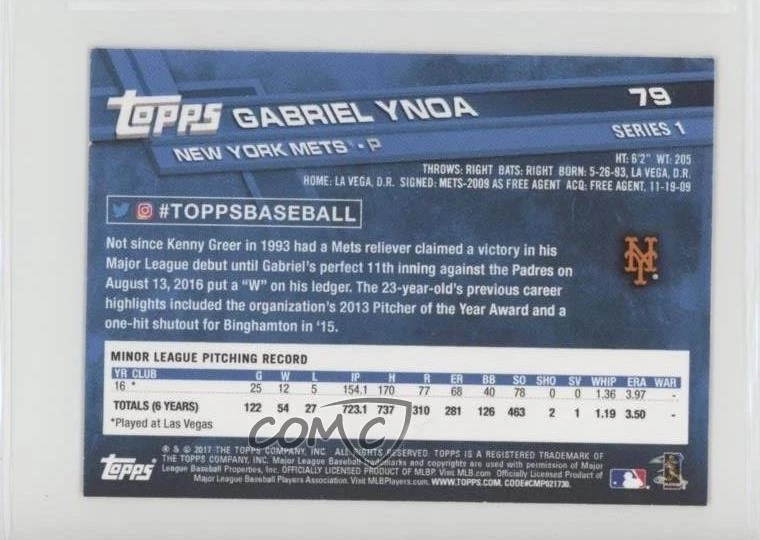 TOPPS GABRIEL YNOA 79
NEW YORK METS • P SERIES 1
HT: 6'2" WT: 205
THROWS: RIGHT BATS: RIGHT BORN: 5-26-93, LA VEGA, D.R.
HOME: LA VEGA, D.R. SIGNED: METS-2009 AS FREE AGENT ACQ: FREE AGENT, 11-19-09
#TOPPSBASEBALL
Not since Kenny Greer in 1993 had a Mets reliever claimed a victory in his
Major League debut until Gabriel's perfect 11th inning against the Padres on
August 13, 2016 put a "W" on his ledger. The 23-year-old's previous career
highlights included the organization's 2013 Pitcher of the Year Award and a
one-hit shutout for Binghamton in '15.
NY
MINOR LEAGUE PITCHING RECORD
YR CLUB G W L IP H R ER BB SO SHO SV WHIP ERA WAR
16 * 25 12 5 154.1 170 77 68 40 78 0 0 1.36 3.97 -
TOTALS (6 YEARS) 122 54 27 723.1 737 310 281 126 463 2 1 1.19 3.50 -
*Played at Las Vegas
COMC
® & © 2017 THE TOPPS COMPANY, INC. ALL RIGHTS RESERVED. TOPPS IS A REGISTERED TRADEMARK OF
THE TOPPS COMPANY, INC. Major League Baseball trademarks and copyrights are used with permission of Major
League Baseball Properties, Inc. OFFICIALLY LICENSED PRODUCT OF MLBP. Visit MLB.com. Officially Licensed Product of
Major League Baseball Players Association. Visit MLBPlayers.com. WWW.TOPPS.COM. CODE#CMP021730.
TOPPS